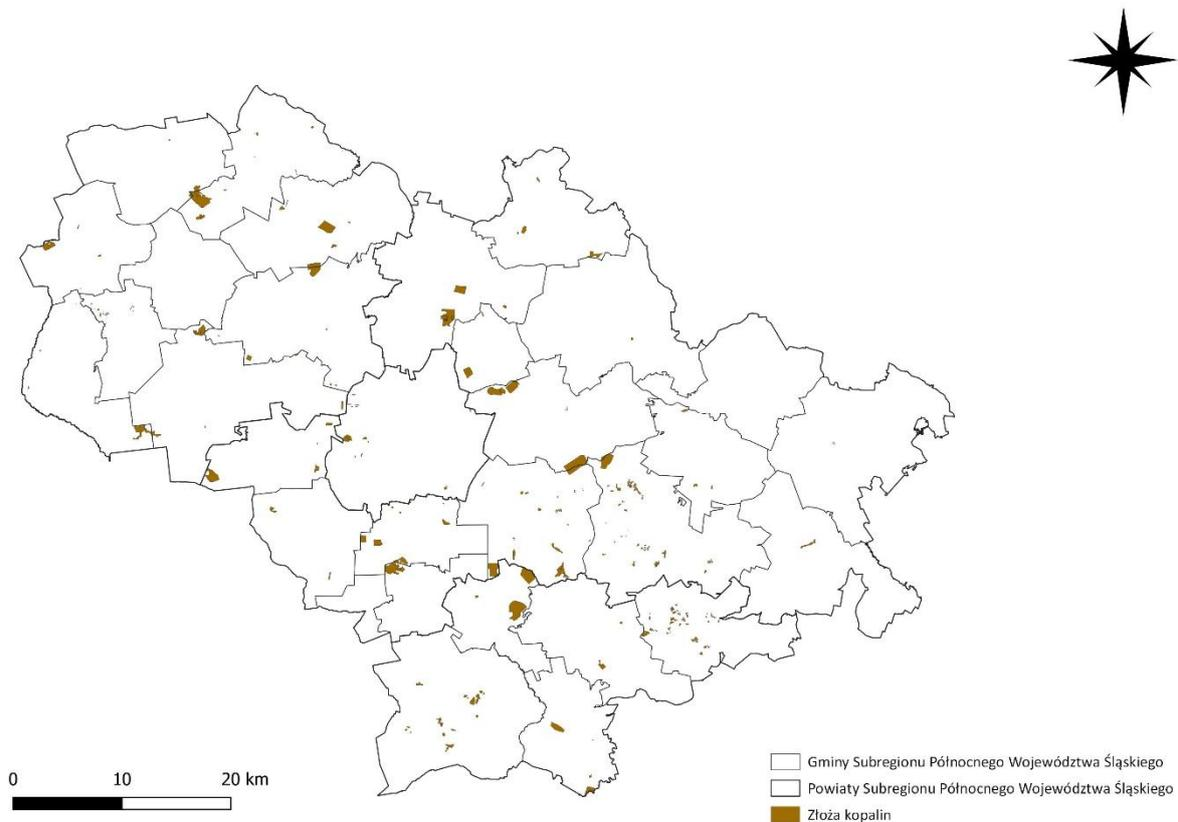 0 10 20 km
Gminy Subregionu Północnego Województwa Śląskiego
Powiaty Subregionu Północnego Województwa Śląskiego
Złoża kopalin